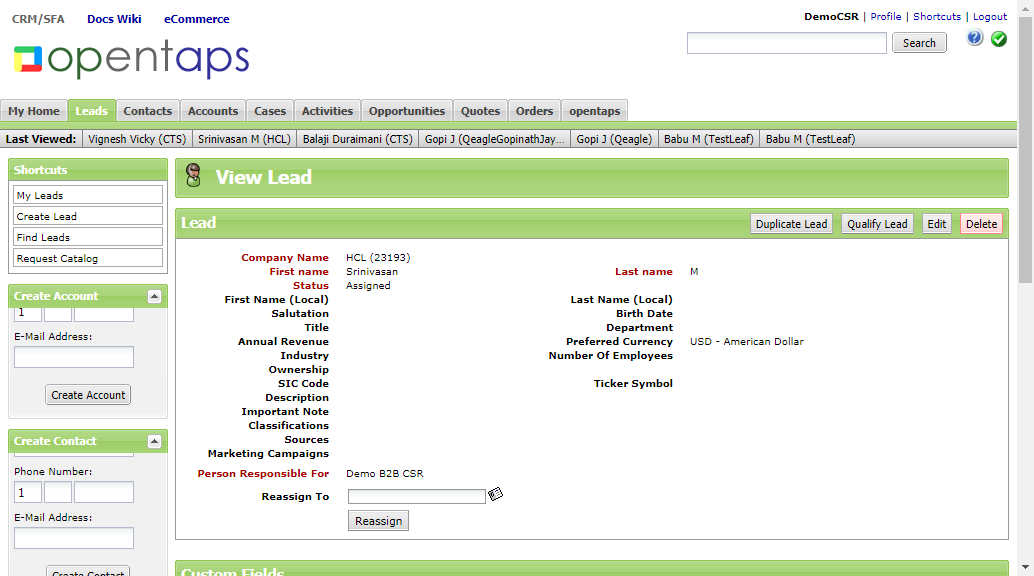 CRM/SFA Docs Wiki eCommerce
DemoCSR | Profile | Shortcuts | Logout
opentaps
Search
My Home Leads Contacts Accounts Cases Activities Opportunities Quotes Orders opentaps
Last Viewed: Vignesh Vicky (CTS) Srinivasan M (HCL) Balaji Duraimani (CTS) Gopi J (QeagleGopinathJay... Gopi J (Qeagle) Babu M (TestLeaf) Babu M (TestLeaf)
Shortcuts
My Leads
Create Lead
Find Leads
Request Catalog
Create Account
1
E-Mail Address:
Create Account
Create Contact
Phone Number:
1
E-Mail Address:
Create Contact
View Lead
Lead
Duplicate Lead Qualify Lead Edit Delete
Company Name HCL (23193)
First name Srinivasan Last name M
Status Assigned
First Name (Local) Last Name (Local)
Salutation Birth Date
Title Department
Annual Revenue Preferred Currency USD - American Dollar
Industry Number Of Employees
Ownership
SIC Code Ticker Symbol
Description
Important Note
Classifications
Sources
Marketing Campaigns
Person Responsible For Demo B2B CSR
Reassign To
Reassign
Custom Fields